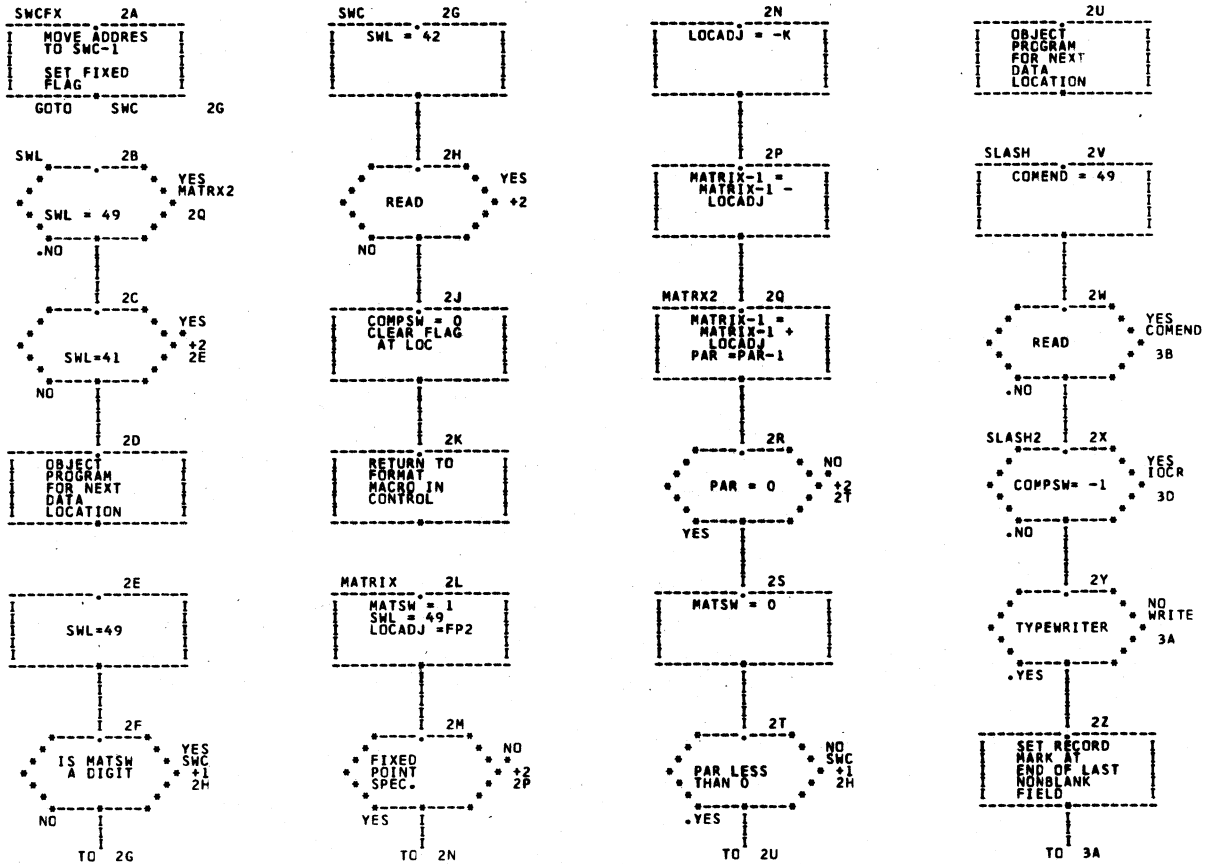 SWCFX 2A
MOVE ADDRES
TO SWC-1
SET FIXED
FLAG
GOTO SWC 2G
SWL 2B
YES
MATRX2
2Q
SWL = 49
.NO
2C
YES
+2
2E
SWL=41
NO
2D
OBJECT
PROGRAM
FOR NEXT
DATA
LOCATION
2E
SWL=49
2F
IS MATSW
A DIGIT
YES
SWC
+1
2H
NO
TO 2G
SWC 2G
SWL = 42
2H
YES
+2
READ
NO
2J
COMPSW = 0
CLEAR FLAG
AT LOC
2K
RETURN TO
FORMAT
MACRO IN
CONTROL
MATRIX 2L
MATSW = 1
SWL = 49
LOCADJ =FP2
2M
FIXED
POINT
SPEC.
NO
+2
2P
YES
TO 2N
2N
LOCADJ = -K
2P
MATRIX-1 =
MATRIX-1 -
LOCADJ
MATRX2 2Q
MATRIX-1 =
MATRIX-1 +
LOCADJ
PAR =PAR-1
2R
NO
+2
2T
PAR = 0
YES
2S
MATSW = 0
2T
PAR LESS
THAN 0
NO
SWC
+1
2H
.YES
TO 2U
2U
OBJECT
PROGRAM
FOR NEXT
DATA
LOCATION
SLASH 2V
COMEND = 49
2W
YES
COMEND
3B
READ
.NO
SLASH2 2X
YES
IOCR
3D
COMPSW= -1
.NO
2Y
NO
WRITE
3A
TYPEWRITER
.YES
2Z
SET RECORD
MARK AT
END OF LAST
NONBLANK
FIELD
TO 3A